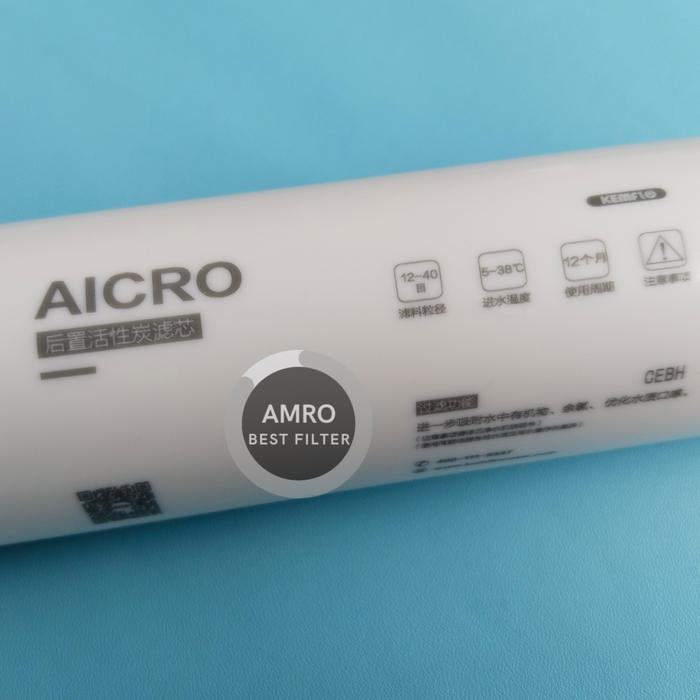 KEMFLO
AICRO
后置活性炭滤芯
12-40
目
滤料粒径
5-38℃
进水温度
12个月
使用周期
注意事项
AMRO
BEST FILTER
CEBH
过滤功能
进一步吸附水中有机物、余氯、优化水质口感。